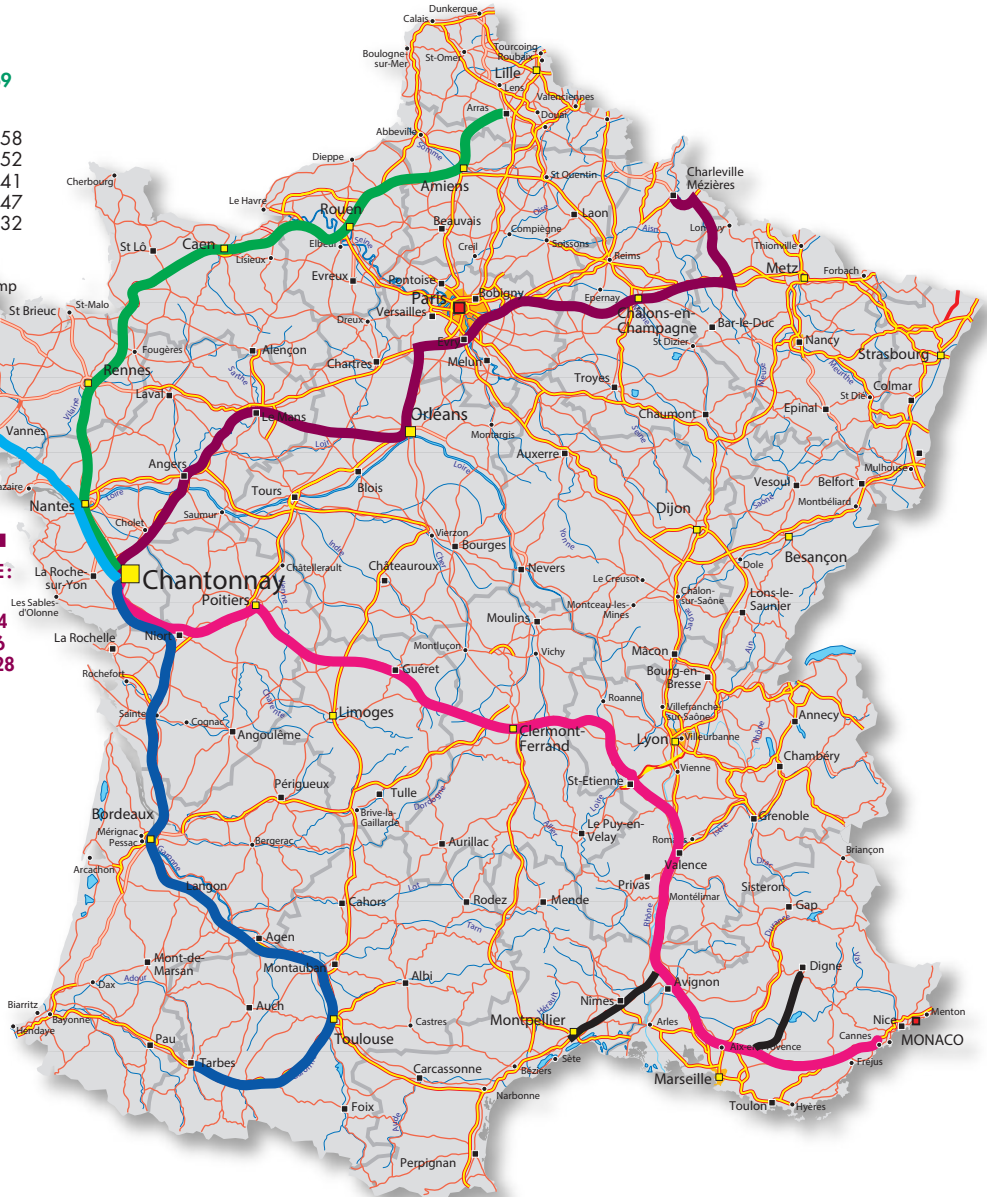 Dunkerque
Calais
Boulogne
sur-Mer
St-Omer
Tourcoing
Roubaix
Lille
Lens
Valenciennes
Douai
Arras
9
58
52
41
47
32
Abbeville
Somme
Dieppe
Amiens
St Quentin
Charleville
Mézières
Cherbourg
Le Havre
Rouen
Beauvais
Oise
Laon
Aisne
Longwy
Thionville
St Lô
Caen
Elbeuf
Seine
Lisieux
Creil
Compiègne
Soissons
Reims
Metz
Forbach
mp
Evreux
Pontoise
Paris
Bobigny
Versailles
Epernay
Châlons-en-
Champagne
Bar-le-Duc
St Brieuc
St-Malo
Dreux
Evry
St Dizier
Nancy
Strasbourg
Fougères
Alençon
Chartres
Melun
Meuse
Meurthe
Rennes
Sarthe
Troyes
St Dié
Colmar
Laval
Vilaine
Le Mans
Orléans
Chaumont
Epinal
Vannes
Loir
Montargis
Seine
Auxerre
Angers
Loire
Mulhouse
azaire
Tours
Blois
Vesoul
Belfort
Nantes
Loire
Saumur
Saône
Montbéliard
Cholet
Dijon
Vierzon
Yonne
Besançon
Bourges
Indre
Cher
E:
La Roche-
sur-Yon
Chantonnay
Châtellerault
Vienne
Châteauroux
Nevers
Le Creusot
Dole
Châlon-
sur-Saône
Lons-le-
Saunier
Les Sables-
d'Olonne
Poitiers
Montceau-les-
Mines
Saône
4
6
28
La Rochelle
Niort
Moulins
Ain
Montluçon
Vichy
Mâcon
Bourg-en-
Bresse
Rochefort
Guéret
Roanne
Saintes
Cognac
Charente
Limoges
Villefranche
sur-Saône
Annecy
Angoulême
Clermont-
Ferrand
Lyon
Villeurbanne
Rhône
Vienne
Chambéry
Périgueux
Tulle
Dordogne
St-Etienne
Loire
Bordeaux
Brive-la-
Gaillarde
Allier
Le Puy-en-
Velay
Isère
Grenoble
Mérignac
Pessac
Garonne
Bergerac
Aurillac
Romans
Arcachon
Valence
Drac
Briançon
Langon
Lot
Privas
Sisteron
Cahors
Rodez
Mende
Montélimar
Gap
Rhône
Durance
Tarn
Agen
Mont-de-
Marsan
Montauban
Digne
Var
Adour
Dax
Albi
Avignon
Biarritz
Bayonne
Hendaye
Auch
Hérault
Nîmes
Arles
Nice
Menton
MONACO
Montpellier
Castres
Cannes
Pau
Toulouse
Aix-en-Provence
Fréjus
Tarbes
Sète
Béziers
Marseille
Carcassonne
Narbonne
Toulon
Hyères
Foix
Aude
Perpignan